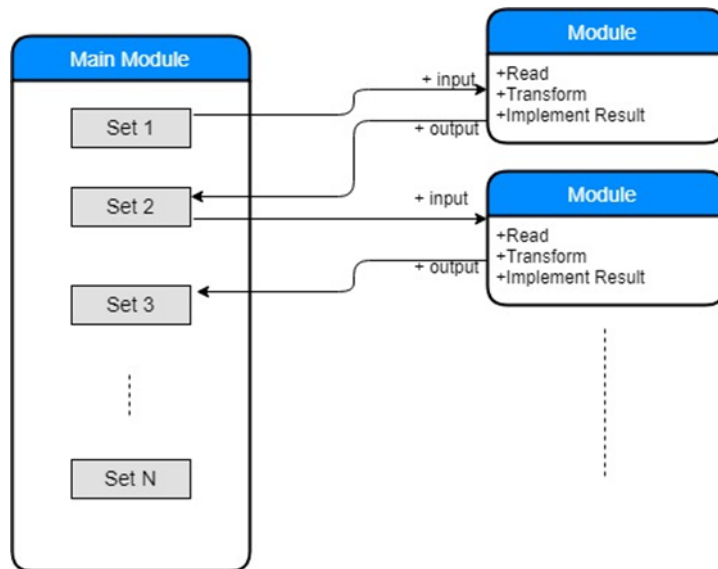 Main Module
Set 1
Set 2
Set 3
Set N
+ input
+ output
+ input
+ output
Module
+Read
+Transform
+Implement Result
Module
+Read
+Transform
+Implement Result